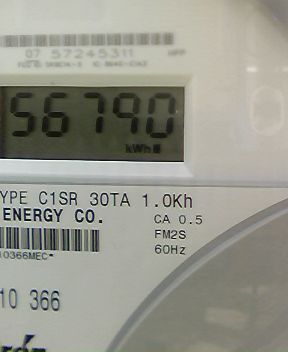 07 57245311
56790
kWh
YPE C1SR 30TA 1.0Kh
ENERGY CO.
CA 0.5
FM2S
60Hz
10366MEC*
10 366